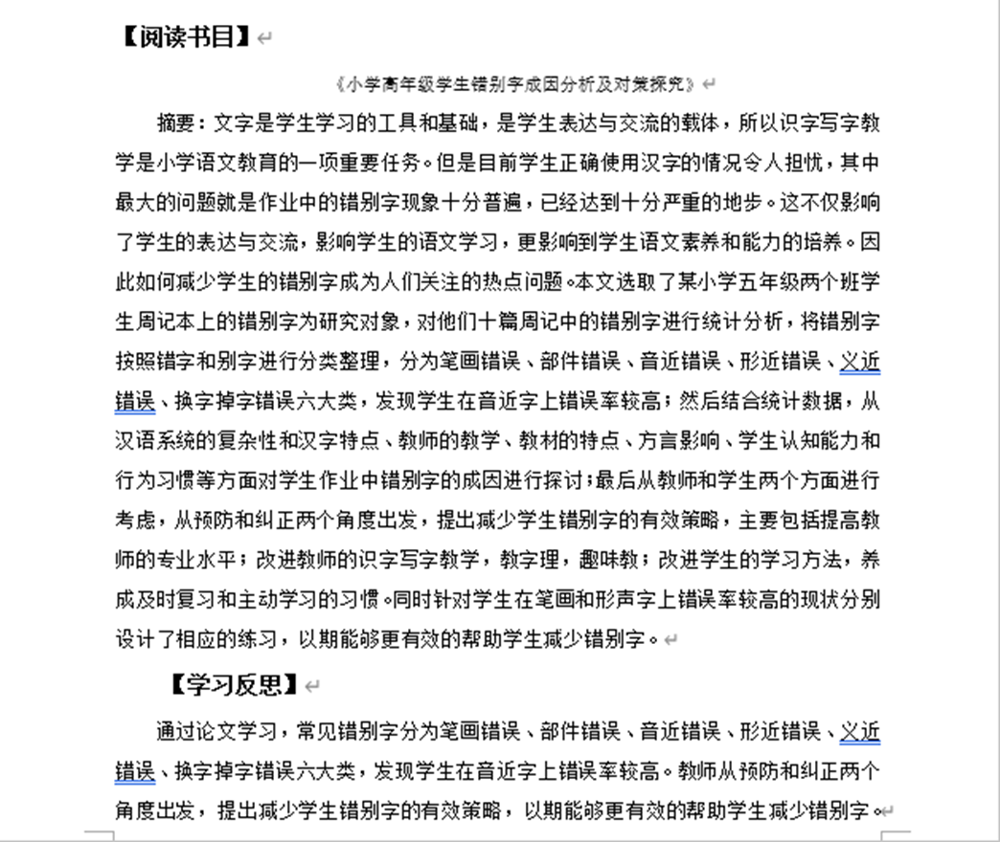 【阅读书目】
《小学高年级学生错别字成因分析及对策探究》
摘要：文字是学生学习的工具和基础，是学生表达与交流的载体，所以识字写字教
学是小学语文教育的一项重要任务。但是目前学生正确使用汉字的情况令人担忧，其中
最大的问题就是作业中的错别字现象十分普遍，已经达到十分严重的地步。这不仅影响
了学生的表达与交流，影响学生的语文学习，更影响到学生语文素养和能力的培养。因
此如何减少学生的错别字成为人们关注的热点问题。本文选取了某小学五年级两个班学
生周记本上的错别字为研究对象，对他们十篇周记中的错别字进行统计分析，将错别字
按照错字和别字进行分类整理，分为笔画错误、部件错误、音近错误、形近错误、义近
错误、换字掉字错误六大类，发现学生在音近字上错误率较高；然后结合统计数据，从
汉语系统的复杂性和汉字特点、教师的教学、教材的特点、方言影响、学生认知能力和
行为习惯等方面对学生作业中错别字的成因进行探讨；最后从教师和学生两个方面进行
考虑，从预防和纠正两个角度出发，提出减少学生错别字的有效策略，主要包括提高教
师的专业水平；改进教师的识字写字教学，教字理，趣味教；改进学生的学习方法，养
成及时复习和主动学习的习惯。同时针对学生在笔画和形声字上错误率较高的现状分别
设计了相应的练习，以期能够更有效的帮助学生减少错别字。
【学习反思】
通过论文学习，常见错别字分为笔画错误、部件错误、音近错误、形近错误、义近
错误、换字掉字错误六大类，发现学生在音近字上错误率较高。教师从预防和纠正两个
角度出发，提出减少学生错别字的有效策略，以期能够更有效的帮助学生减少错别字。